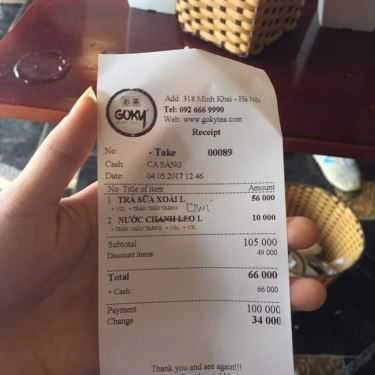 GOKY
Add: 318 Minh Khai - Hà Nội
Tel: 092 666 9990
Web: www.gokytea.com
Receipt
No: - Take 00089
Cash: CA SÁNG
Date: 04.05.2017 12:46
No Title of item Amount
1 TRÀ SỮA XOÀI L 56 000
2 NƯỚC CHANH LEO L 10 000
Subtotal 105 000
Discount items 49 000
Total 66 000
+ Cash 66 000
Payment 100 000
Change 34 000
Thank you and see again!!!